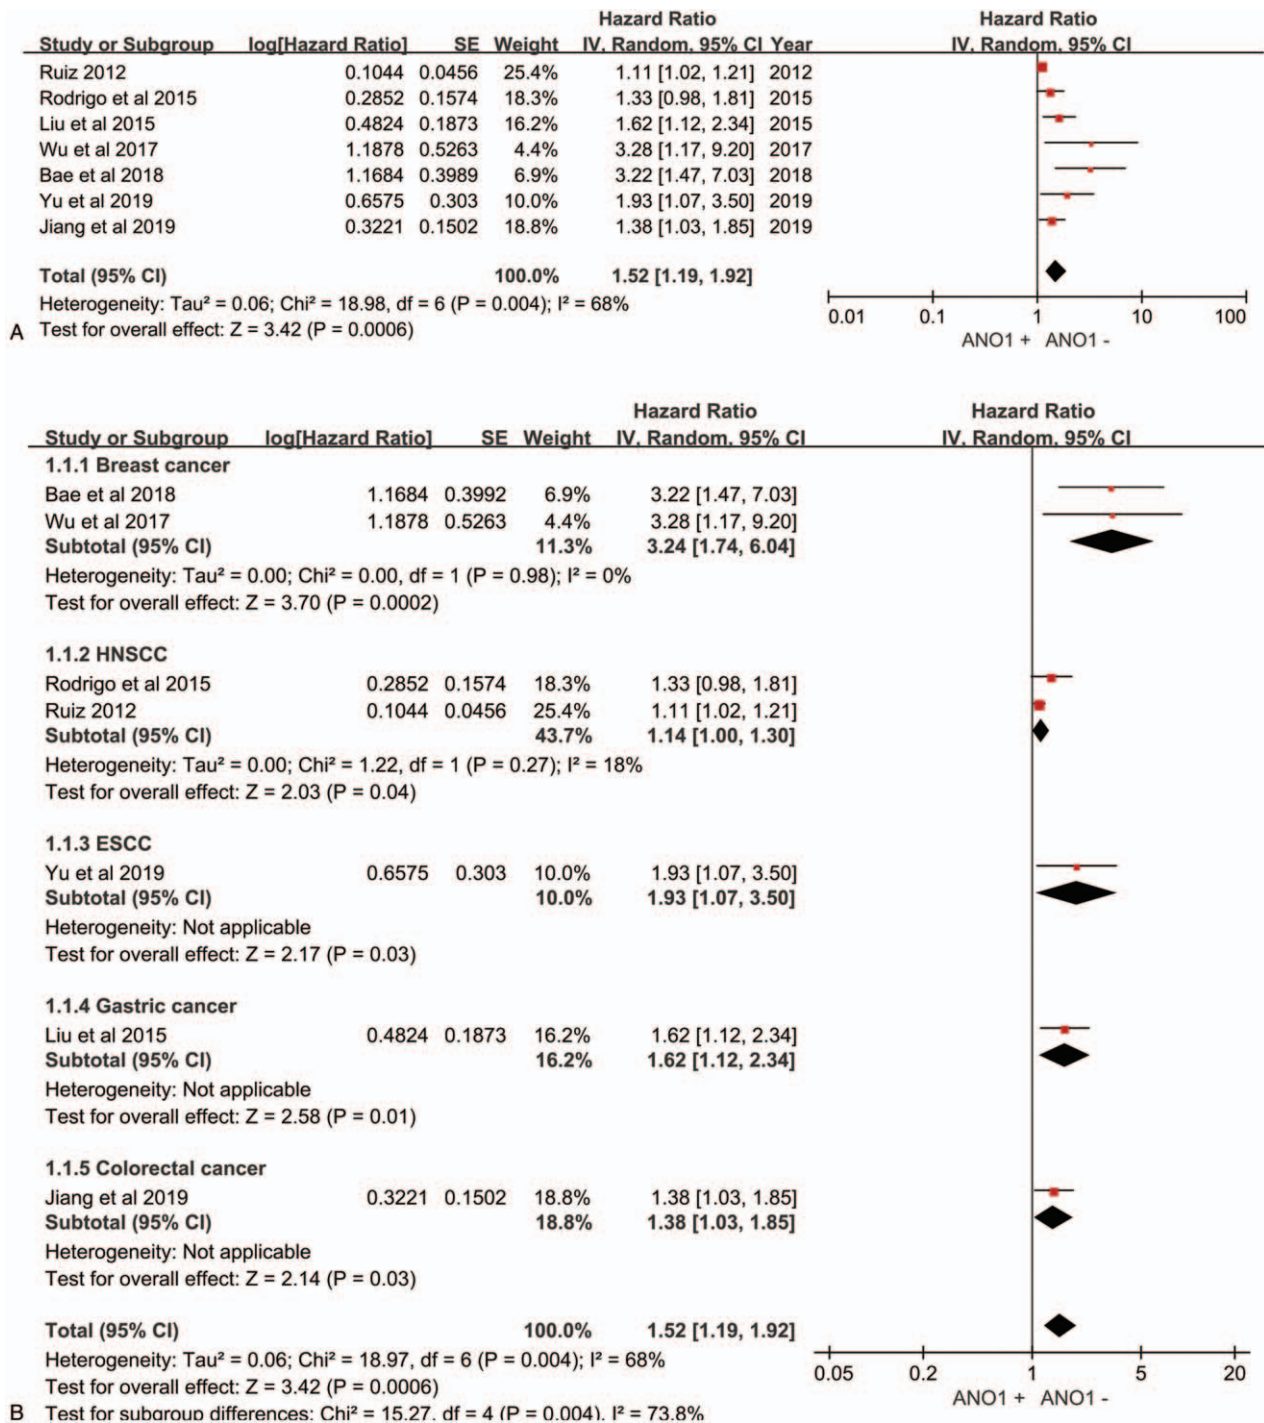 Hazard Ratio Hazard Ratio
Study or Subgroup log[Hazard Ratio] SE Weight IV, Random, 95% CI Year IV, Random, 95% CI
Ruiz 2012 0.1044 0.0456 25.4% 1.11 [1.02, 1.21] 2012
Rodrigo et al 2015 0.2852 0.1574 18.3% 1.33 [0.98, 1.81] 2015
Liu et al 2015 0.4824 0.1873 16.2% 1.62 [1.12, 2.34] 2015
Wu et al 2017 1.1878 0.5263 4.4% 3.28 [1.17, 9.20] 2017
Bae et al 2018 1.1684 0.3989 6.9% 3.22 [1.47, 7.03] 2018
Yu et al 2019 0.6575 0.303 10.0% 1.93 [1.07, 3.50] 2019
Jiang et al 2019 0.3221 0.1502 18.8% 1.38 [1.03, 1.85] 2019
Total (95% CI) 100.0% 1.52 [1.19, 1.92]
Heterogeneity: Tau² = 0.06; Chi² = 18.98, df = 6 (P = 0.004); I² = 68%
0.01 0.1 1 10 100
A Test for overall effect: Z = 3.42 (P = 0.0006)
ANO1 + ANO1 -
Hazard Ratio Hazard Ratio
Study or Subgroup log[Hazard Ratio] SE Weight IV, Random, 95% CI IV, Random, 95% CI
1.1.1 Breast cancer
Bae et al 2018 1.1684 0.3992 6.9% 3.22 [1.47, 7.03]
Wu et al 2017 1.1878 0.5263 4.4% 3.28 [1.17, 9.20]
Subtotal (95% CI) 11.3% 3.24 [1.74, 6.04]
Heterogeneity: Tau² = 0.00; Chi² = 0.00, df = 1 (P = 0.98); I² = 0%
Test for overall effect: Z = 3.70 (P = 0.0002)
1.1.2 HNSCC
Rodrigo et al 2015 0.2852 0.1574 18.3% 1.33 [0.98, 1.81]
Ruiz 2012 0.1044 0.0456 25.4% 1.11 [1.02, 1.21]
Subtotal (95% CI) 43.7% 1.14 [1.00, 1.30]
Heterogeneity: Tau² = 0.00; Chi² = 1.22, df = 1 (P = 0.27); I² = 18%
Test for overall effect: Z = 2.03 (P = 0.04)
1.1.3 ESCC
Yu et al 2019 0.6575 0.303 10.0% 1.93 [1.07, 3.50]
Subtotal (95% CI) 10.0% 1.93 [1.07, 3.50]
Heterogeneity: Not applicable
Test for overall effect: Z = 2.17 (P = 0.03)
1.1.4 Gastric cancer
Liu et al 2015 0.4824 0.1873 16.2% 1.62 [1.12, 2.34]
Subtotal (95% CI) 16.2% 1.62 [1.12, 2.34]
Heterogeneity: Not applicable
Test for overall effect: Z = 2.58 (P = 0.01)
1.1.5 Colorectal cancer
Jiang et al 2019 0.3221 0.1502 18.8% 1.38 [1.03, 1.85]
Subtotal (95% CI) 18.8% 1.38 [1.03, 1.85]
Heterogeneity: Not applicable
Test for overall effect: Z = 2.14 (P = 0.03)
Total (95% CI) 100.0% 1.52 [1.19, 1.92]
Heterogeneity: Tau² = 0.06; Chi² = 18.97, df = 6 (P = 0.004); I² = 68%
0.05 0.2 1 5 20
Test for overall effect: Z = 3.42 (P = 0.0006)
ANO1 + ANO1 -
B Test for subgroup differences: Chi² = 15.27, df = 4 (P = 0.004), I² = 73.8%